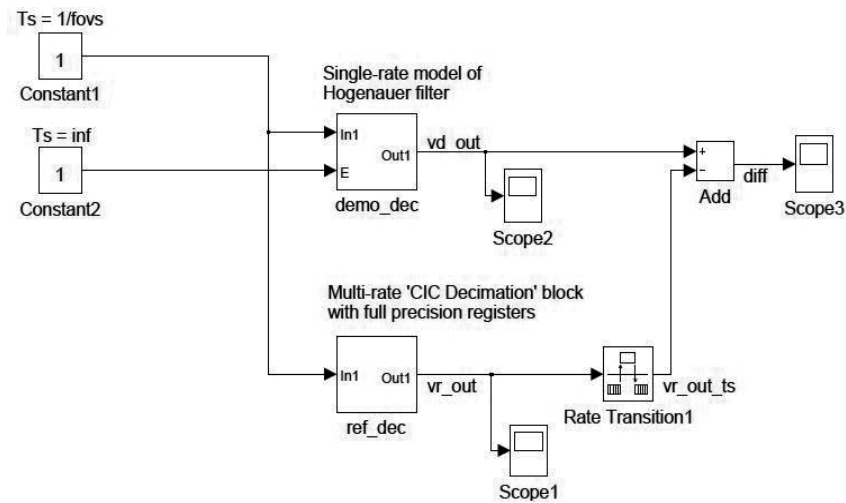 Ts = 1/fovs
1
Constant1
Ts = inf
1
Constant2
Single-rate model of
Hogenauer filter
In1
E
Out1
demo_dec
vd_out
Scope2
+
−
Add
diff
Scope3
Multi-rate 'CIC Decimation' block
with full precision registers
In1
Out1
ref_dec
vr_out
Scope1
Rate Transition1
vr_out_ts